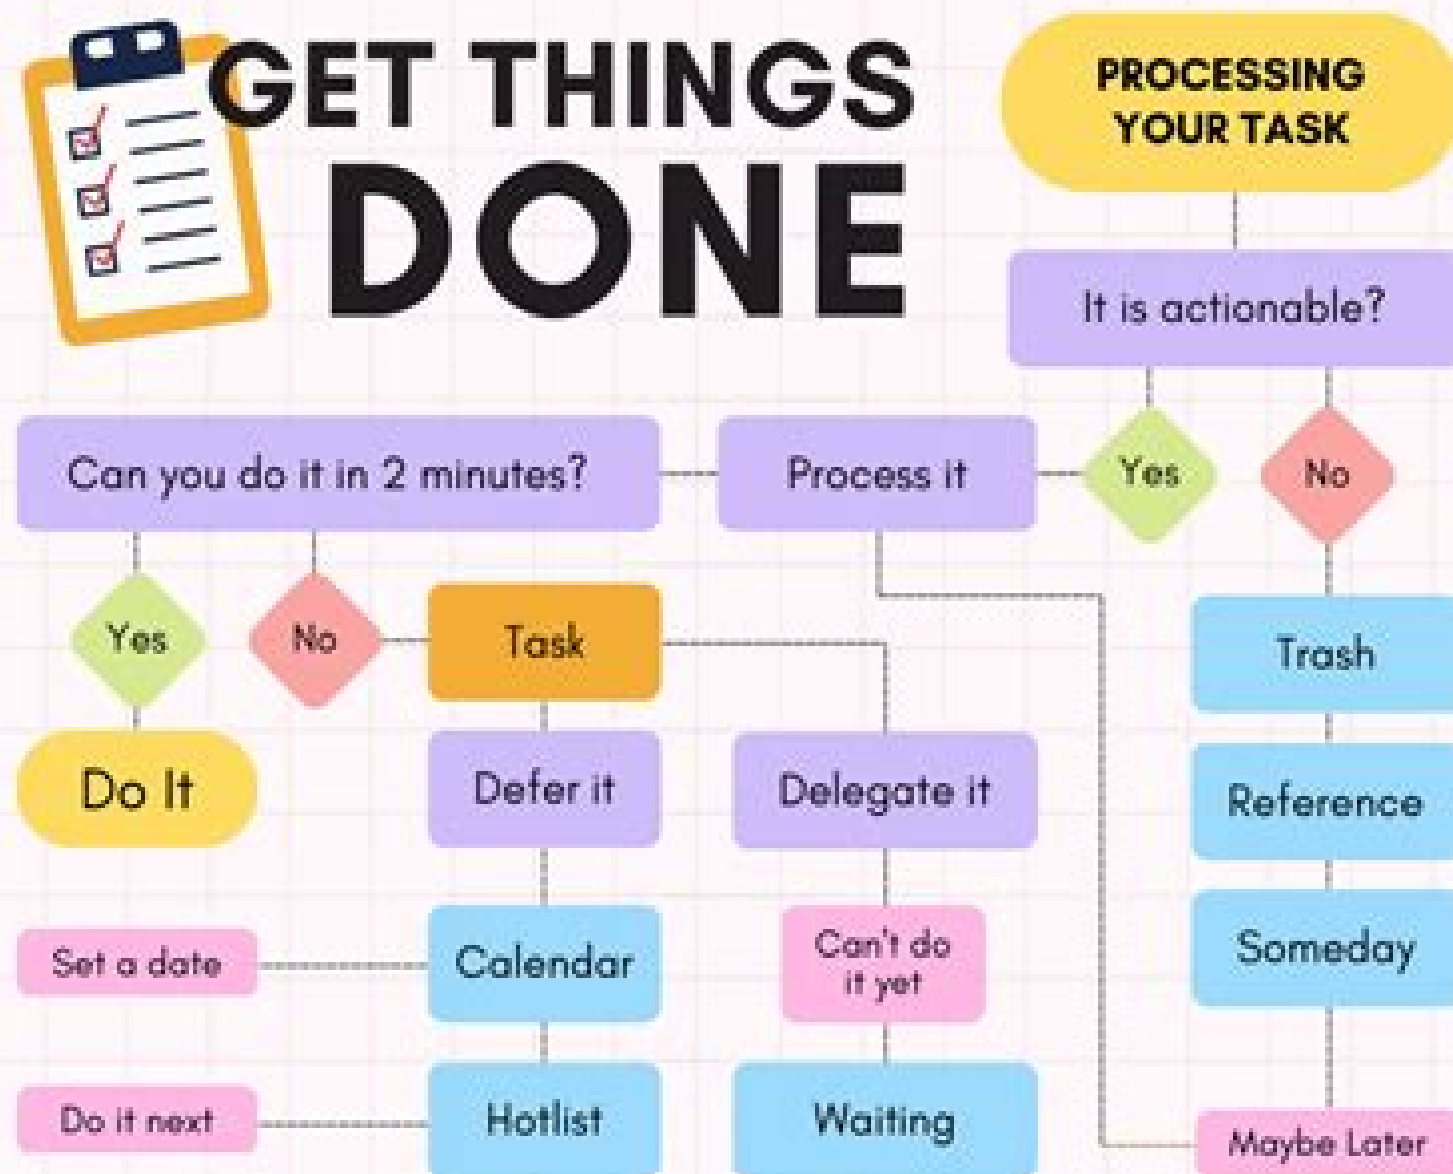 GET THINGS
DONE
PROCESSING
YOUR TASK
It is actionable?
Can you do it in 2 minutes?
Process it
Yes
No
Yes
No
Task
Trash
Do It
Defer it
Delegate it
Reference
Set a date
Calendar
Can't do
it yet
Someday
Do it next
Hotlist
Waiting
Maybe Later